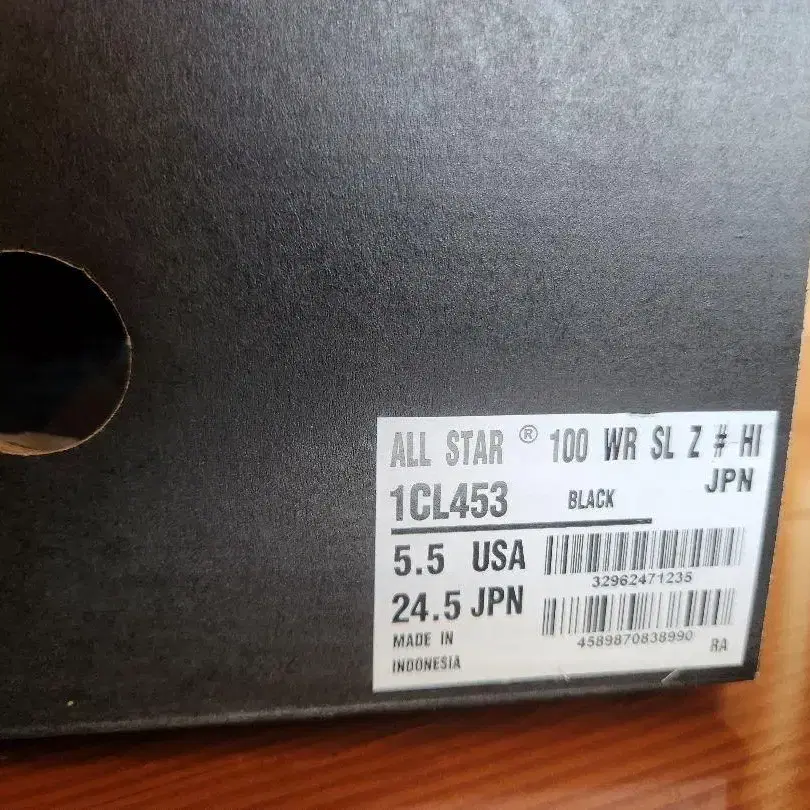 ALL STAR ® 100 WR SL Z # HI
JPN
1CL453 BLACK
5.5 USA
32962471235
24.5 JPN
4589870838990 RA
MADE IN
INDONESIA